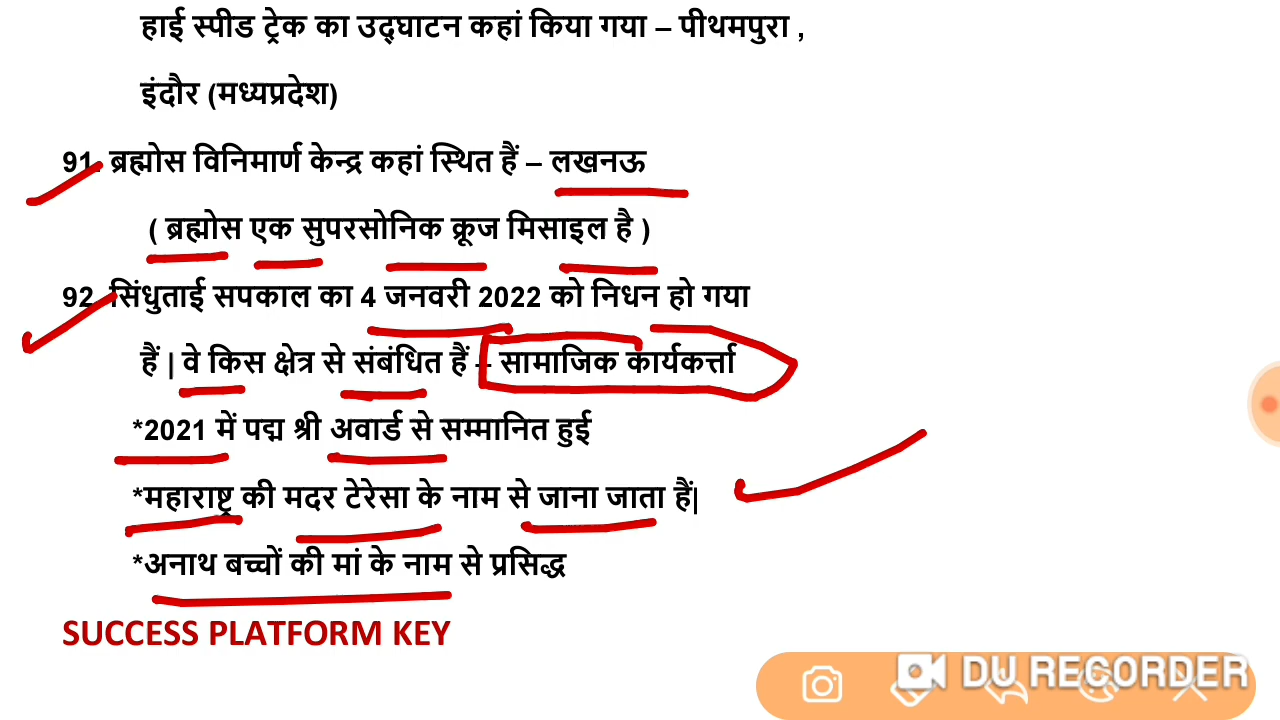 हाई स्पीड ट्रेक का उद्घाटन कहां किया गया – पीथमपुरा ,
इंदौर (मध्यप्रदेश)
91. ब्रह्मोस विनिमार्ण केन्द्र कहां स्थित हैं – लखनऊ
( ब्रह्मोस एक सुपरसोनिक क्रूज मिसाइल है )
92. सिंधुताई सपकाल का 4 जनवरी 2022 को निधन हो गया
हैं | वे किस क्षेत्र से संबंधित हैं – सामाजिक कार्यकर्त्ता
*2021 में पद्म श्री अवार्ड से सम्मानित हुई
*महाराष्ट्र की मदर टेरेसा के नाम से जाना जाता हैं|
*अनाथ बच्चों की मां के नाम से प्रसिद्ध
SUCCESS PLATFORM KEY
DU RECORDER